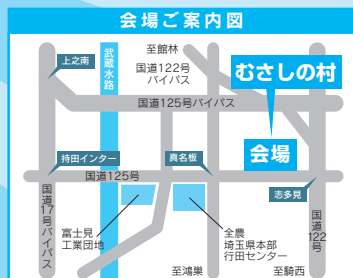 会場ご案内図
上之南
武蔵水路
至館林
国道122号
バイパス
むさしの村
国道125号バイパス
会場
持田インター
真名板
国道125号
志多見
国道17号バイパス
富士見
工業団地
全農
埼玉県本部
行田センター
国道122号
至鴻巣
至騎西